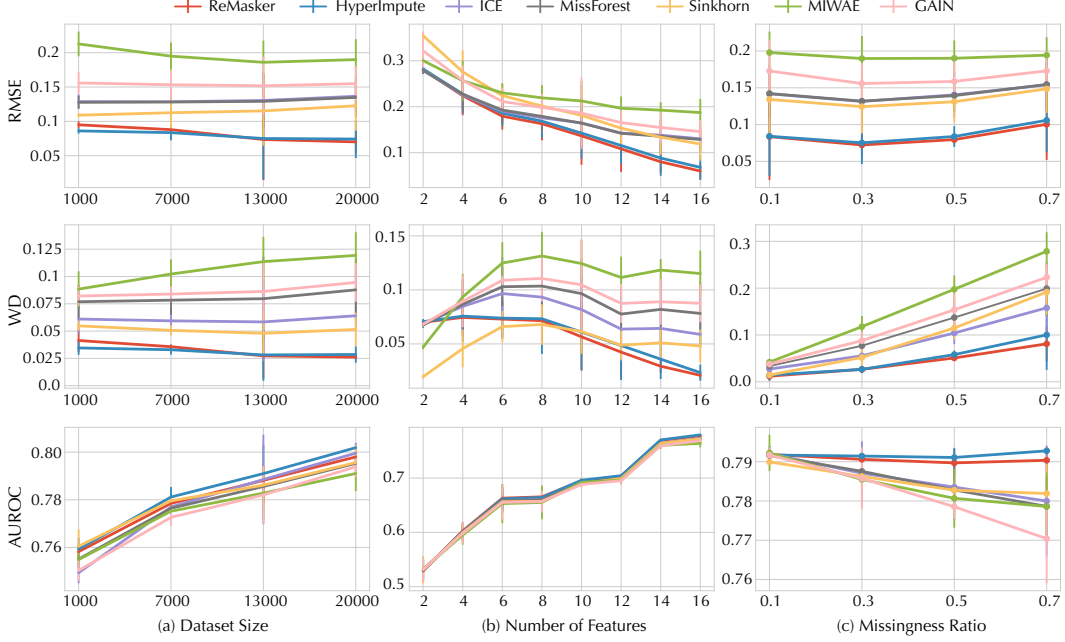 ReMasker HyperImpute ICE MissForest Sinkhorn MIWAE GAIN
RMSE
0.2
0.15
0.1
0.05
1000 7000 13000 20000
0.3
0.2
0.1
2 4 6 8 10 12 14 16
0.2
0.15
0.1
0.05
0.1 0.3 0.5 0.7
WD
0.125
0.1
0.075
0.05
0.025
0.0
1000 7000 13000 20000
0.15
0.1
0.05
2 4 6 8 10 12 14 16
0.3
0.2
0.1
0.0
0.1 0.3 0.5 0.7
AUROC
0.80
0.78
0.76
1000 7000 13000 20000
0.7
0.6
0.5
2 4 6 8 10 12 14 16
0.79
0.78
0.77
0.76
0.1 0.3 0.5 0.7
(a) Dataset Size (b) Number of Features (c) Missingness Ratio